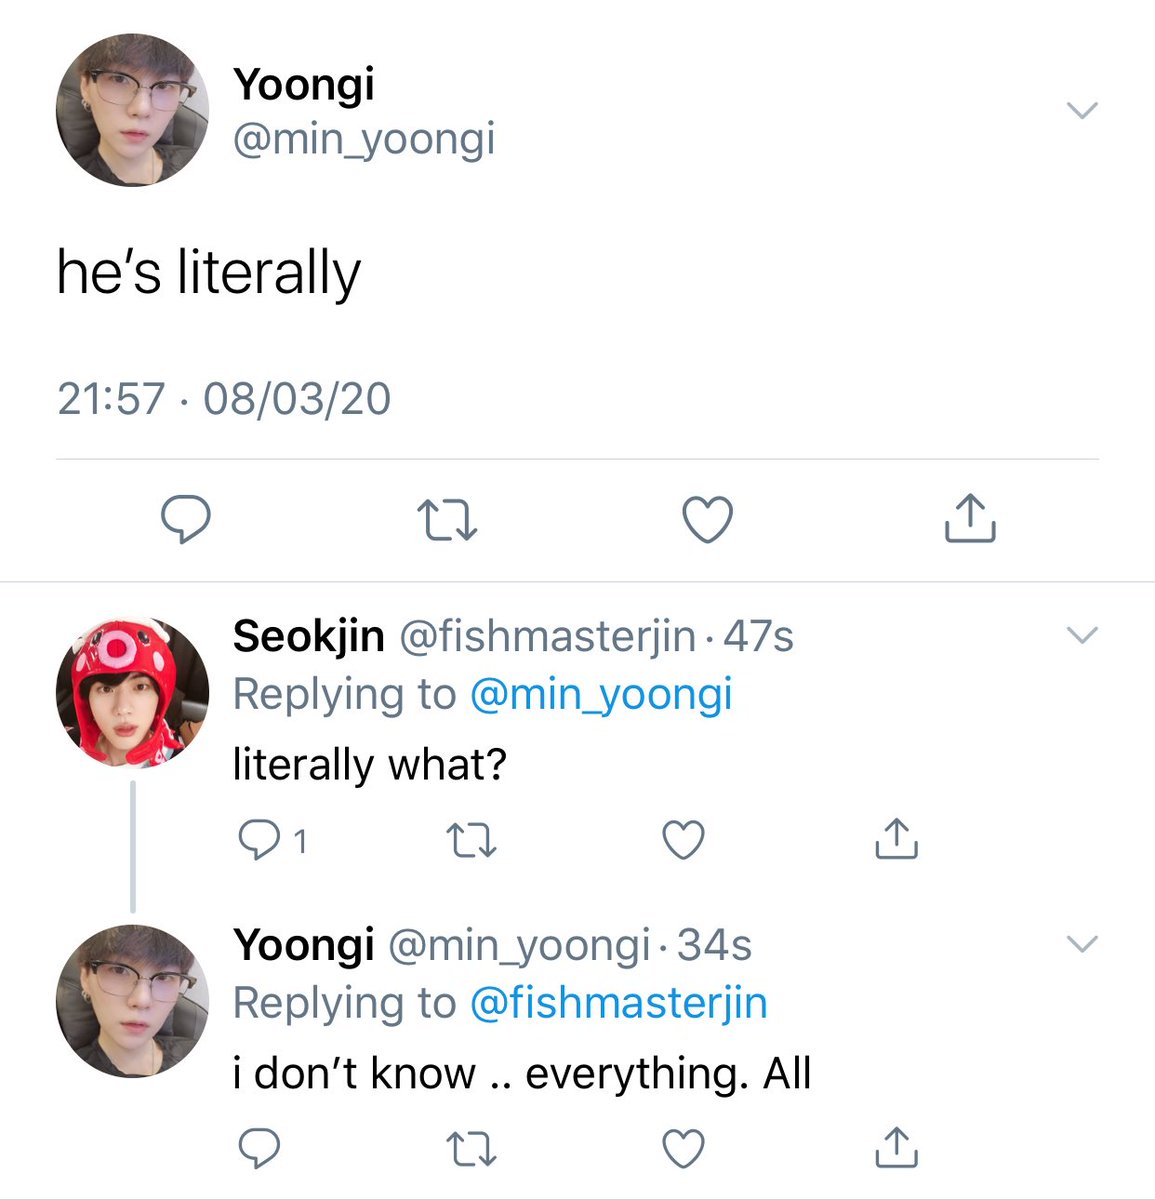 Yoongi
@min_yoongi
he’s literally
21:57 · 08/03/20
Seokjin @fishmasterjin · 47s
Replying to @min_yoongi
literally what?
1
Yoongi @min_yoongi · 34s
Replying to @fishmasterjin
i don’t know .. everything. All